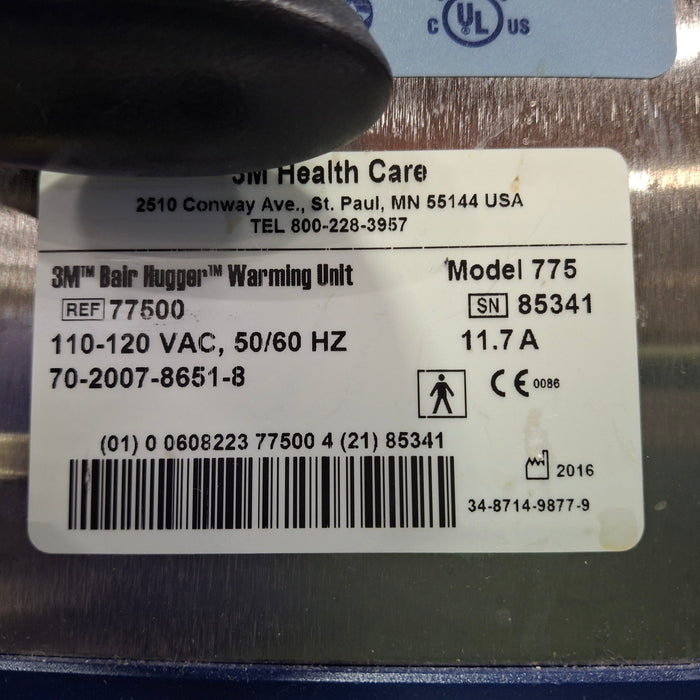 C UL US
3M Health Care
2510 Conway Ave., St. Paul, MN 55144 USA
TEL 800-228-3957
3M™ Bair Hugger™ Warming Unit
Model 775
REF 77500
SN 85341
110-120 VAC, 50/60 HZ
11.7 A
70-2007-8651-8
CE 0086
(01) 0 0608223 77500 4 (21) 85341
2016
34-8714-9877-9